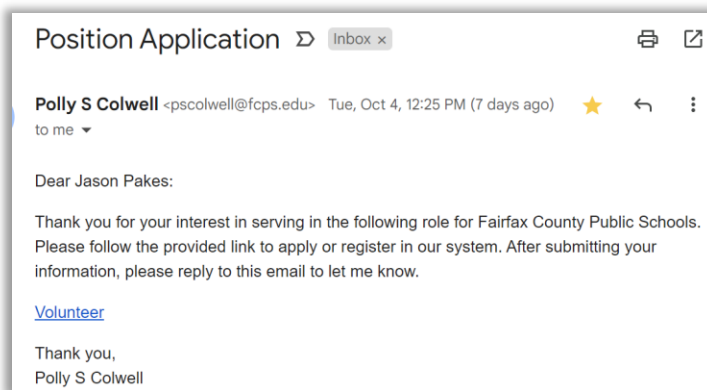 Position Application Inbox ×
Polly S Colwell <pscolwell@fcps.edu> Tue, Oct 4, 12:25 PM (7 days ago)
to me
Dear Jason Pakes:
Thank you for your interest in serving in the following role for Fairfax County Public Schools.
Please follow the provided link to apply or register in our system. After submitting your
information, please reply to this email to let me know.
Volunteer
Thank you,
Polly S Colwell